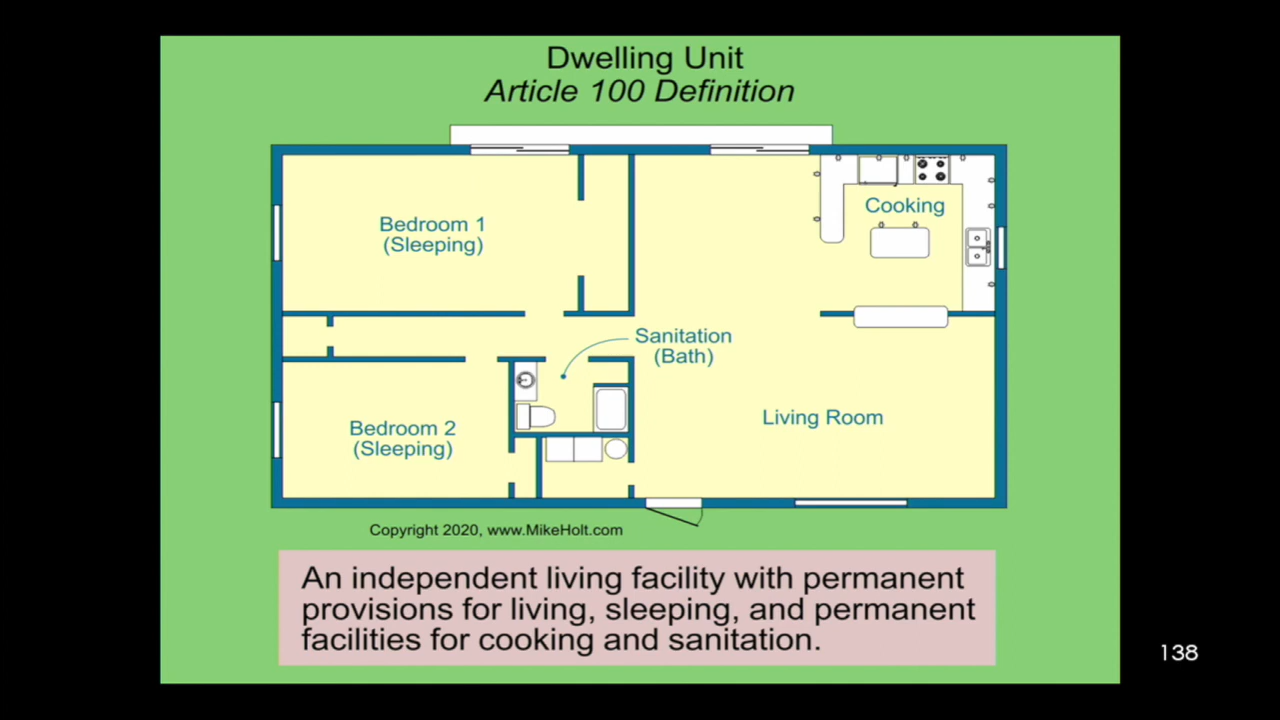 Dwelling Unit
Article 100 Definition
Cooking
Bedroom 1
(Sleeping)
Sanitation
(Bath)
Living Room
Bedroom 2
(Sleeping)
Copyright 2020, www.MikeHolt.com
An independent living facility with permanent
provisions for living, sleeping, and permanent
facilities for cooking and sanitation.
138